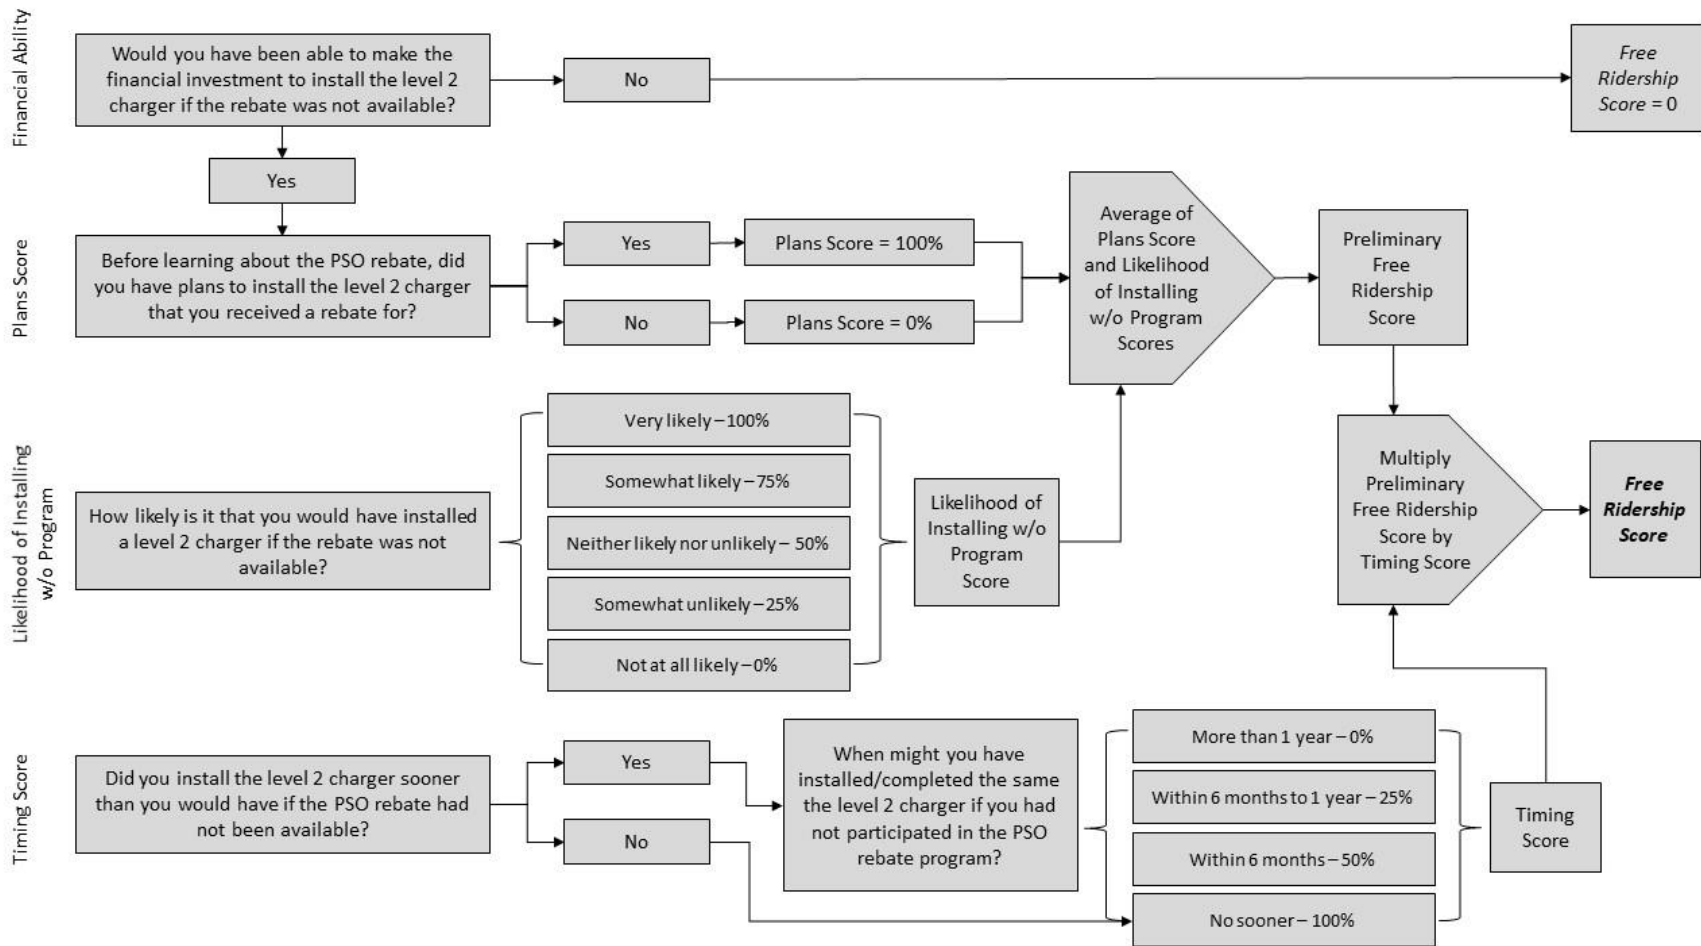 Financial Ability
Would you have been able to make the
financial investment to install the level 2
charger if the rebate was not available?
No
Free
Ridership
Score = 0
Yes
Plans Score
Before learning about the PSO rebate, did
you have plans to install the level 2 charger
that you received a rebate for?
Yes
Plans Score = 100%
No
Plans Score = 0%
Average of
Plans Score
and Likelihood
of Installing
w/o Program
Scores
Preliminary
Free
Ridership
Score
Likelihood of Installing
w/o Program
How likely is it that you would have installed
a level 2 charger if the rebate was not
available?
Very likely – 100%
Somewhat likely – 75%
Neither likely nor unlikely – 50%
Somewhat unlikely – 25%
Not at all likely – 0%
Likelihood of
Installing w/o
Program
Score
Multiply
Preliminary
Free Ridership
Score by
Timing Score
Free
Ridership
Score
Timing Score
Did you install the level 2 charger sooner
than you would have if the PSO rebate had
not been available?
Yes
No
When might you have
installed/completed the same
the level 2 charger if you had
not participated in the PSO
rebate program?
More than 1 year – 0%
Within 6 months to 1 year – 25%
Within 6 months – 50%
No sooner – 100%
Timing
Score